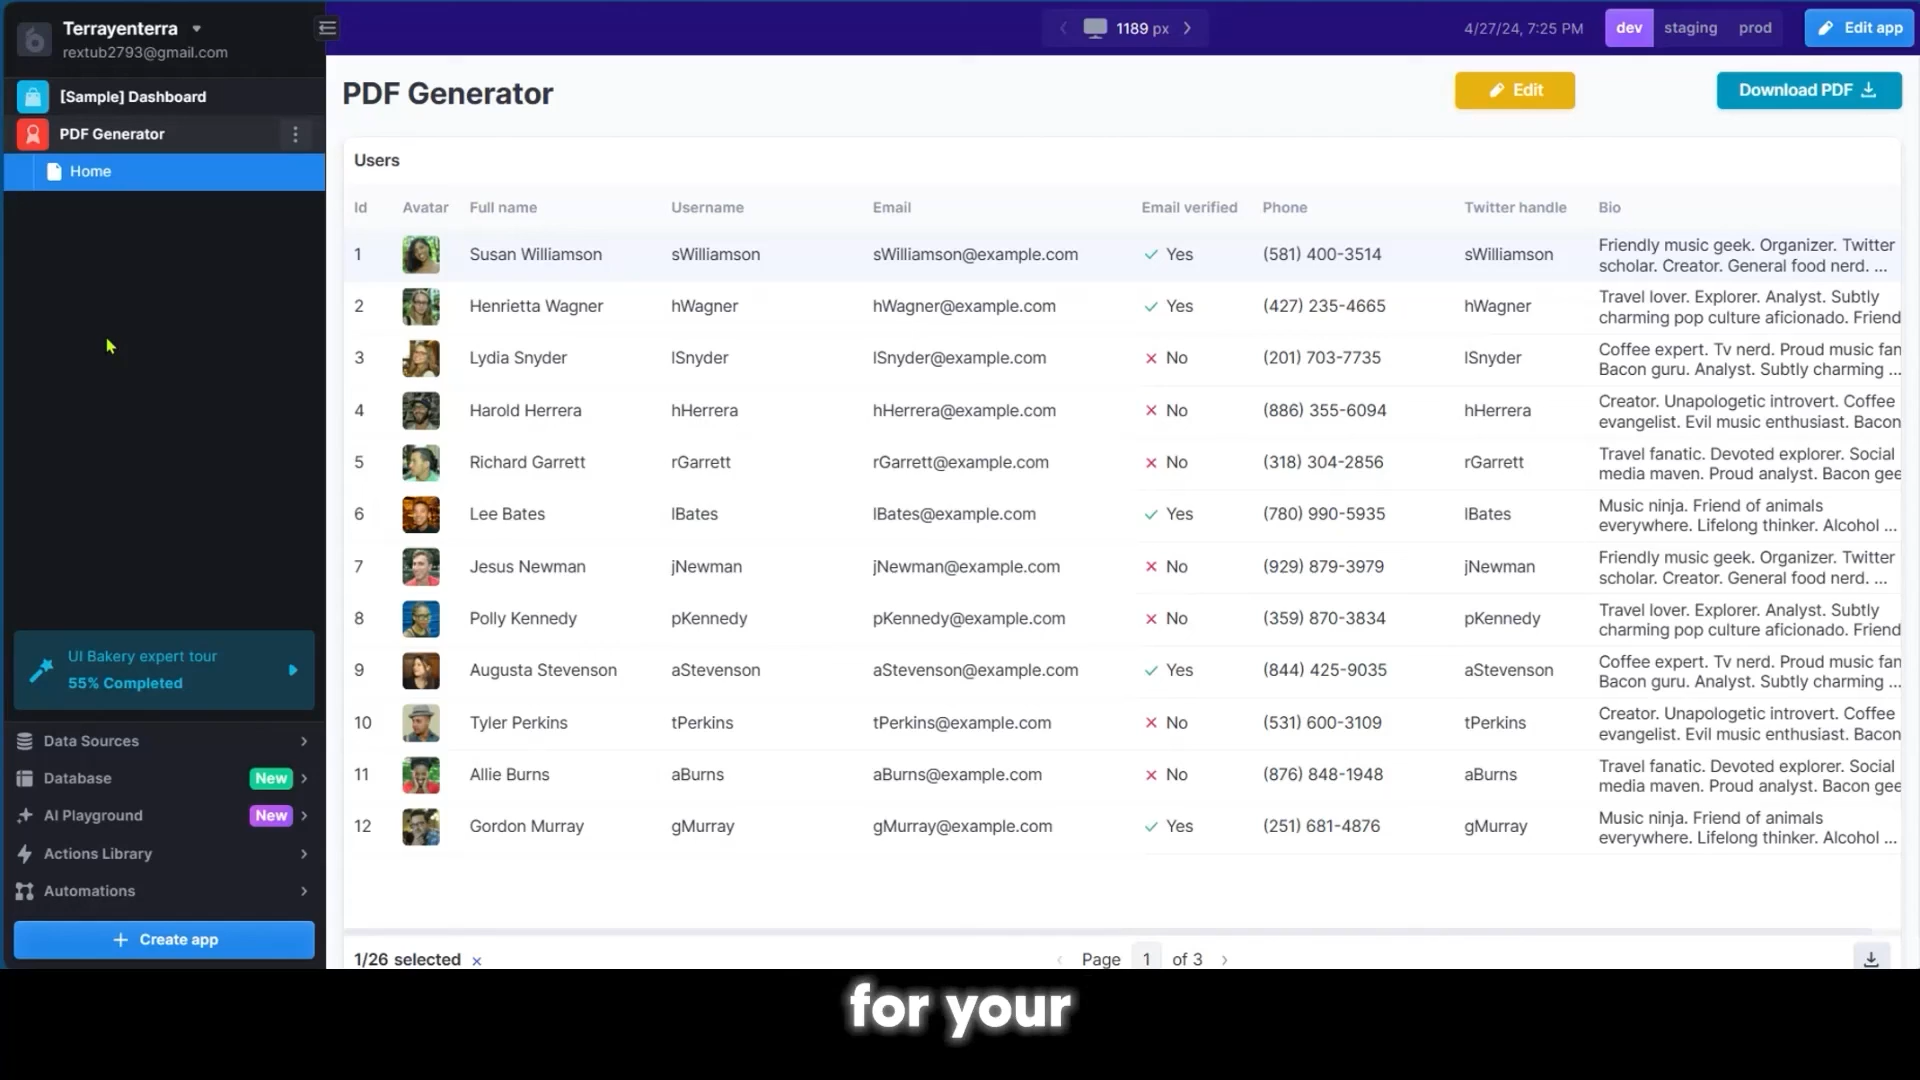 Terrayenterra
rextub2793@gmail.com
1189 px
4/27/24, 7:25 PM
dev
staging
prod
Edit app
[Sample] Dashboard
PDF Generator
Home
UI Bakery expert tour
55% Completed
Data Sources
Database New
AI Playground New
Actions Library
Automations
+ Create app
PDF Generator
Edit
Download PDF
Users
Id Avatar Full name Username Email Email verified Phone Twitter handle Bio
1 Susan Williamson sWilliamson sWilliamson@example.com Yes (581) 400-3514 sWilliamson Friendly music geek. Organizer. Twitter
scholar. Creator. General food nerd. ...
2 Henrietta Wagner hWagner hWagner@example.com Yes (427) 235-4665 hWagner Travel lover. Explorer. Analyst. Subtly
charming pop culture aficionado. Friend
3 Lydia Snyder lSnyder lSnyder@example.com No (201) 703-7735 lSnyder Coffee expert. Tv nerd. Proud music fan
Bacon guru. Analyst. Subtly charming ...
4 Harold Herrera hHerrera hHerrera@example.com No (886) 355-6094 hHerrera Creator. Unapologetic introvert. Coffee
evangelist. Evil music enthusiast. Bacon
5 Richard Garrett rGarrett rGarrett@example.com No (318) 304-2856 rGarrett Travel fanatic. Devoted explorer. Social
media maven. Proud analyst. Bacon gee
6 Lee Bates lBates lBates@example.com Yes (780) 990-5935 lBates Music ninja. Friend of animals
everywhere. Lifelong thinker. Alcohol ...
7 Jesus Newman jNewman jNewman@example.com No (929) 879-3979 jNewman Friendly music geek. Organizer. Twitter
scholar. Creator. General food nerd. ...
8 Polly Kennedy pKennedy pKennedy@example.com No (359) 870-3834 pKennedy Travel lover. Explorer. Analyst. Subtly
charming pop culture aficionado. Friend
9 Augusta Stevenson aStevenson aStevenson@example.com Yes (844) 425-9035 aStevenson Coffee expert. Tv nerd. Proud music fan
Bacon guru. Analyst. Subtly charming ...
10 Tyler Perkins tPerkins tPerkins@example.com No (531) 600-3109 tPerkins Creator. Unapologetic introvert. Coffee
evangelist. Evil music enthusiast. Bacon
11 Allie Burns aBurns aBurns@example.com No (876) 848-1948 aBurns Travel fanatic. Devoted explorer. Social
media maven. Proud analyst. Bacon gee
12 Gordon Murray gMurray gMurray@example.com Yes (251) 681-4876 gMurray Music ninja. Friend of animals
everywhere. Lifelong thinker. Alcohol ...
1/26 selected ×
Page 1 of 3
for your